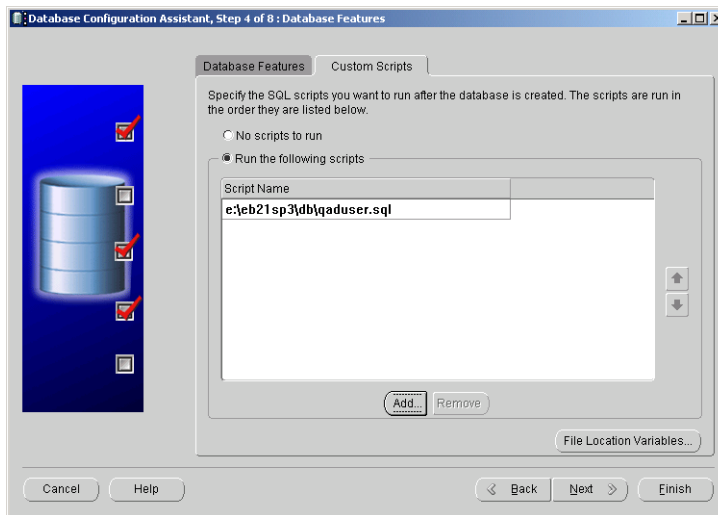 Database Configuration Assistant, Step 4 of 8 : Database Features
Database Features
Custom Scripts
Specify the SQL scripts you want to run after the database is created. The scripts are run in
the order they are listed below.
No scripts to run
Run the following scripts
Script Name
e:\eb21sp3\db\qaduser.sql
Add...
Remove
File Location Variables...
Cancel
Help
Back
Next
Finish